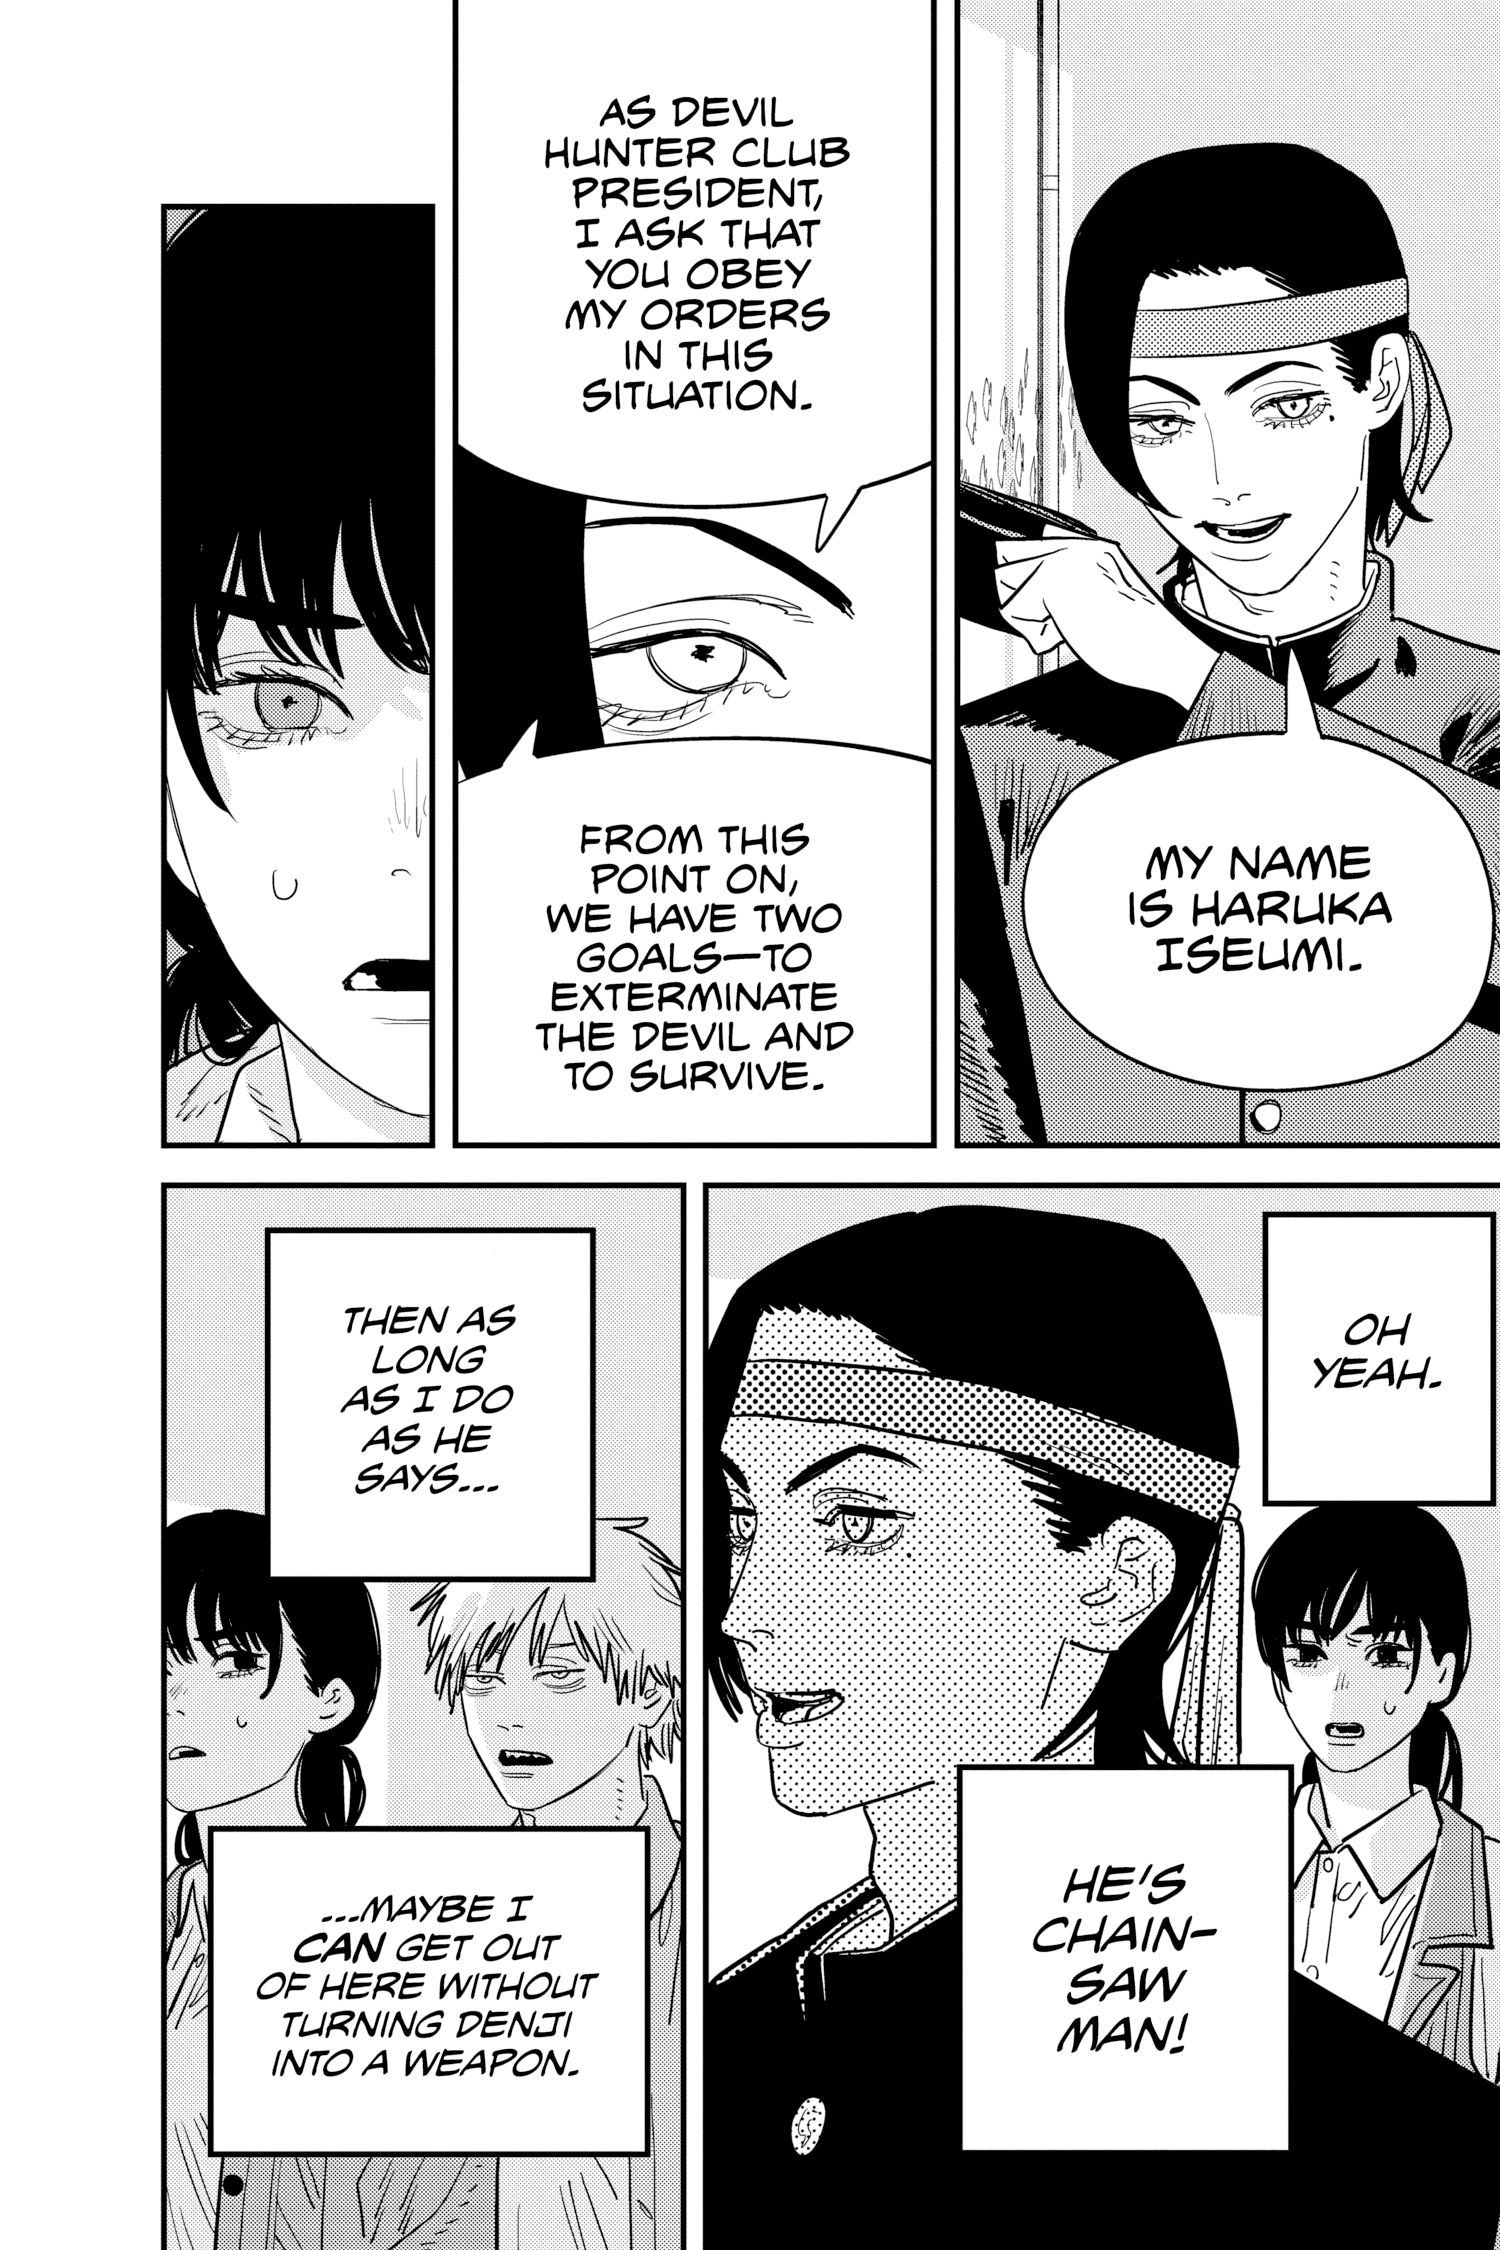 MY NAME
IS HARUKA
ISEUMI.
AS DEVIL
HUNTER CLUB
PRESIDENT,
I ASK THAT
YOU OBEY
MY ORDERS
IN THIS
SITUATION.
FROM THIS
POINT ON,
WE HAVE TWO
GOALS—TO
EXTERMINATE
THE DEVIL AND
TO SURVIVE.
OH
YEAH.
HE'S
CHAIN-
SAW
MAN!
THEN AS
LONG
AS I DO
AS HE
SAYS...
...MAYBE I
CAN GET OUT
OF HERE WITHOUT
TURNING DENJI
INTO A WEAPON.